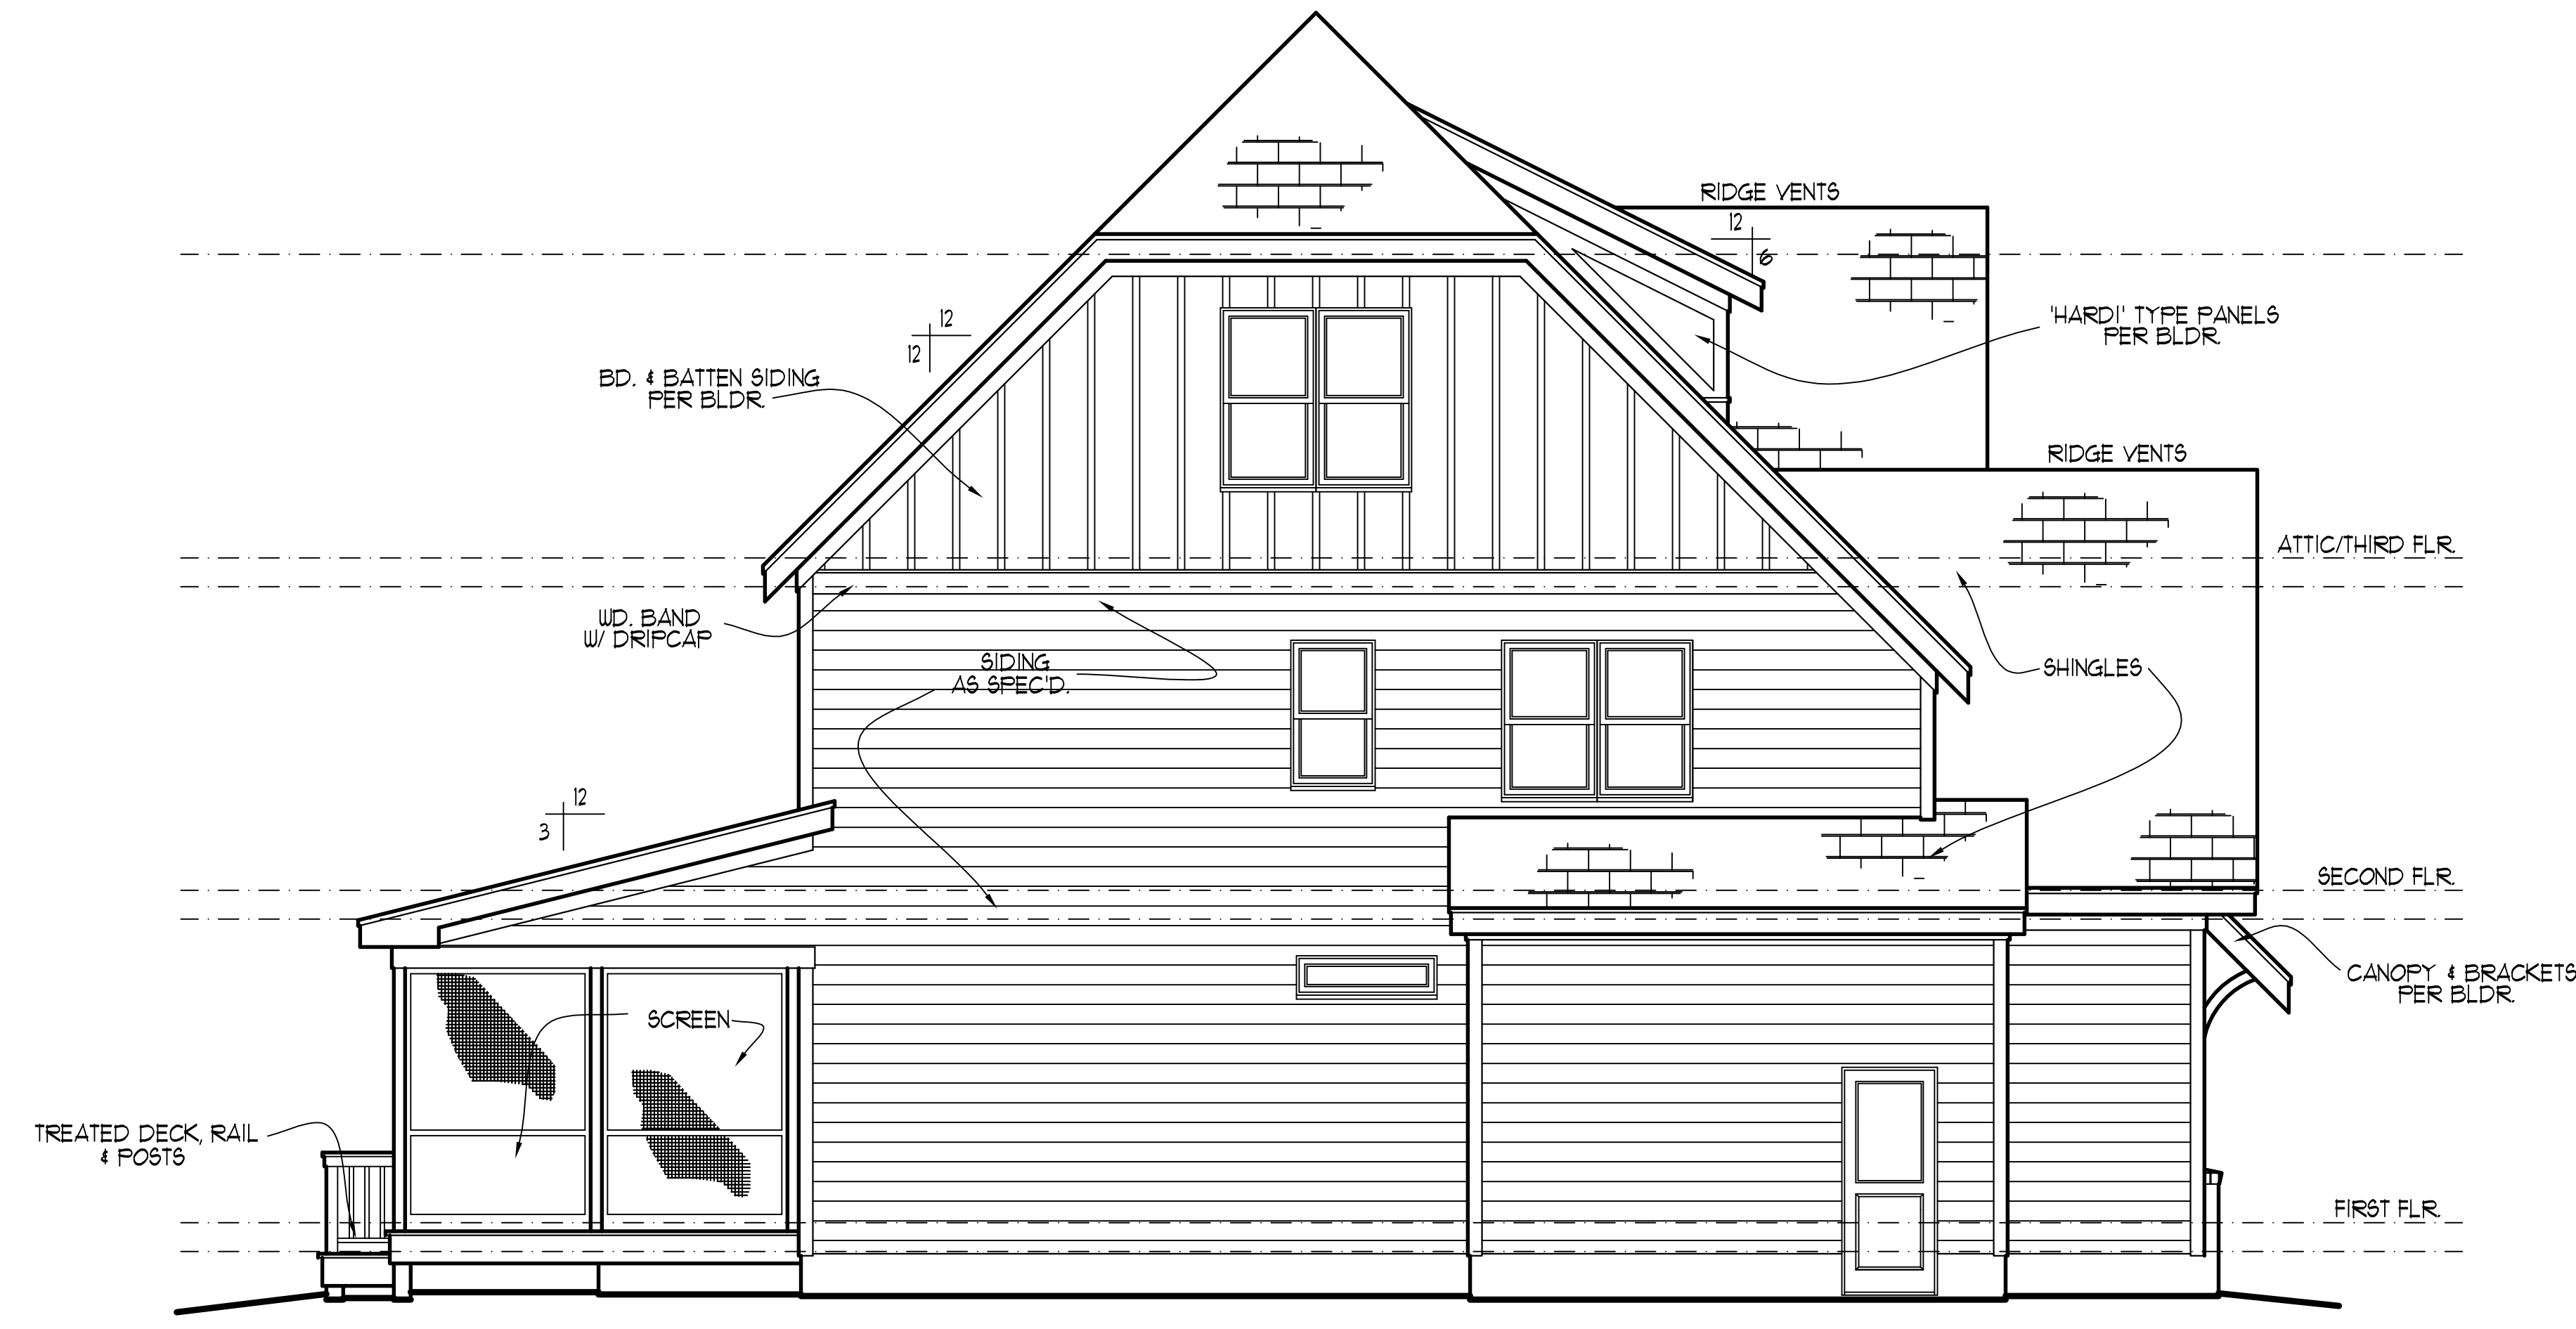 RIDGE VENTS
12
6
12
12
'HARDI' TYPE PANELS
PER BLDR.
BD. & BATTEN SIDING
PER BLDR.
RIDGE VENTS
ATTIC/THIRD FLR.
WD. BAND
W/ DRIPCAP
SIDING
AS SPEC'D.
SHINGLES
12
3
SECOND FLR.
CANOPY & BRACKETS
PER BLDR.
SCREEN
TREATED DECK, RAIL
& POSTS
FIRST FLR.